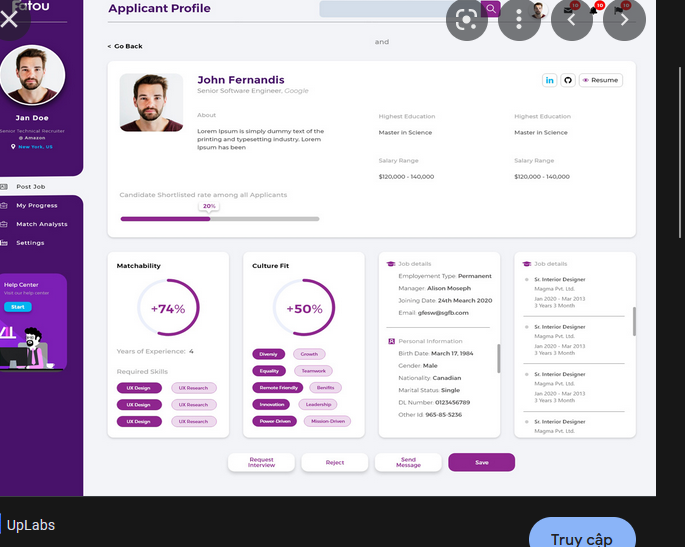 Fatou
Applicant Profile
10
10
10
< Go Back
and
Jan Doe
Senior Technical Recruiter
@ Amazon
New York, US
Post Job
My Progress
Match Analysts
Settings
Help Center
Visit our help center
Start
John Fernandis
Senior Software Engineer, Google
in
Resume
About
Lorem Ipsum is simply dummy text of the
printing and typesetting industry. Lorem
Ipsum has been
Highest Education
Master in Science
Salary Range
$120,000 - 140,000
Highest Education
Master in Science
Salary Range
$120,000 - 140,000
Candidate Shortlisted rate among all Applicants
20%
Matchability
+74%
Years of Experience: 4
Required Skills
UX Design UX Research
UX Design UX Research
UX Design UX Research
Culture Fit
+50%
Diversiy Growth
Equality Teamwork
Remote Friendly Benifits
Innovation Leadership
Power Driven Mission-Driven
Job details
Employement Type: Permanent
Manager: Alison Moseph
Joining Date: 24th Mearch 2020
Email: gfesw@sgfb.com
Personal Information
Birth Date: March 17, 1984
Gender: Male
Nationality: Canadian
Marital Status: Single
DL Number: 0123456789
Other Id: 965-85-5236
Job details
Sr. Interior Designer
Magma Pvt. Ltd.
Jan 2020 - Mar 2013
3 Years 3 Month
Sr. Interior Designer
Magma Pvt. Ltd.
Jan 2020 - Mar 2013
3 Years 3 Month
Sr. Interior Designer
Magma Pvt. Ltd.
Jan 2020 - Mar 2013
3 Years 3 Month
Sr. Interior Designer
Magma Pvt. Ltd.
Request
Interview
Reject
Send
Message
Save
UpLabs
Truy cập